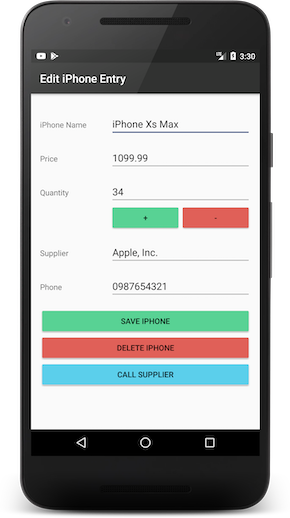 3:30
Edit iPhone Entry
iPhone Name iPhone Xs Max
Price 1099.99
Quantity 34
+ -
Supplier Apple, Inc.
Phone 0987654321
SAVE IPHONE
DELETE IPHONE
CALL SUPPLIER